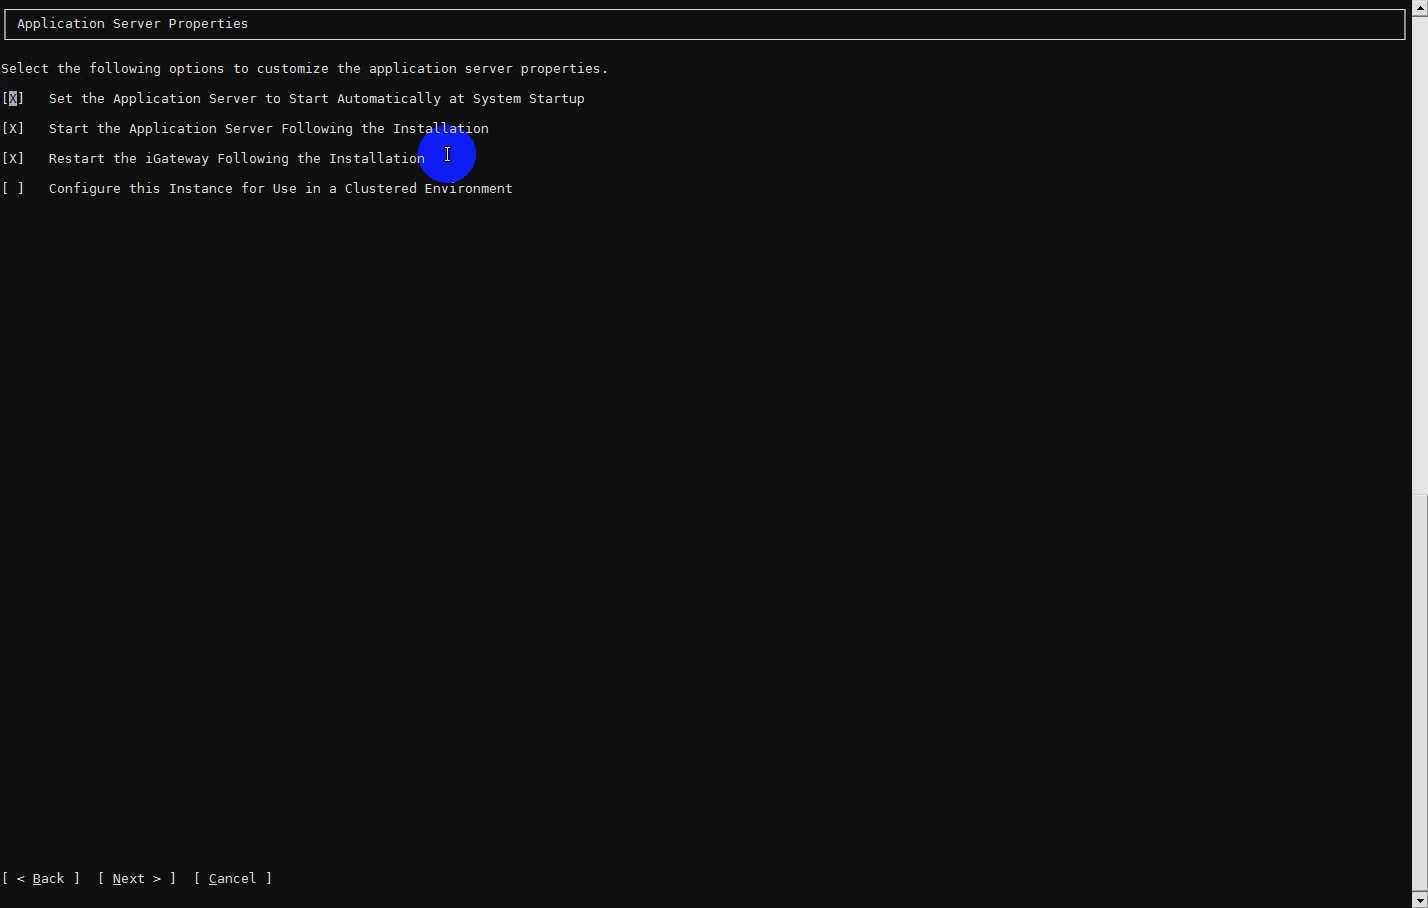 Application Server Properties
Select the following options to customize the application server properties.
[X]   Set the Application Server to Start Automatically at System Startup
[X]   Start the Application Server Following the Installation
[X]   Restart the iGateway Following the Installation
[ ]   Configure this Instance for Use in a Clustered Environment
[ < Back ]  [ Next > ]  [ Cancel ]